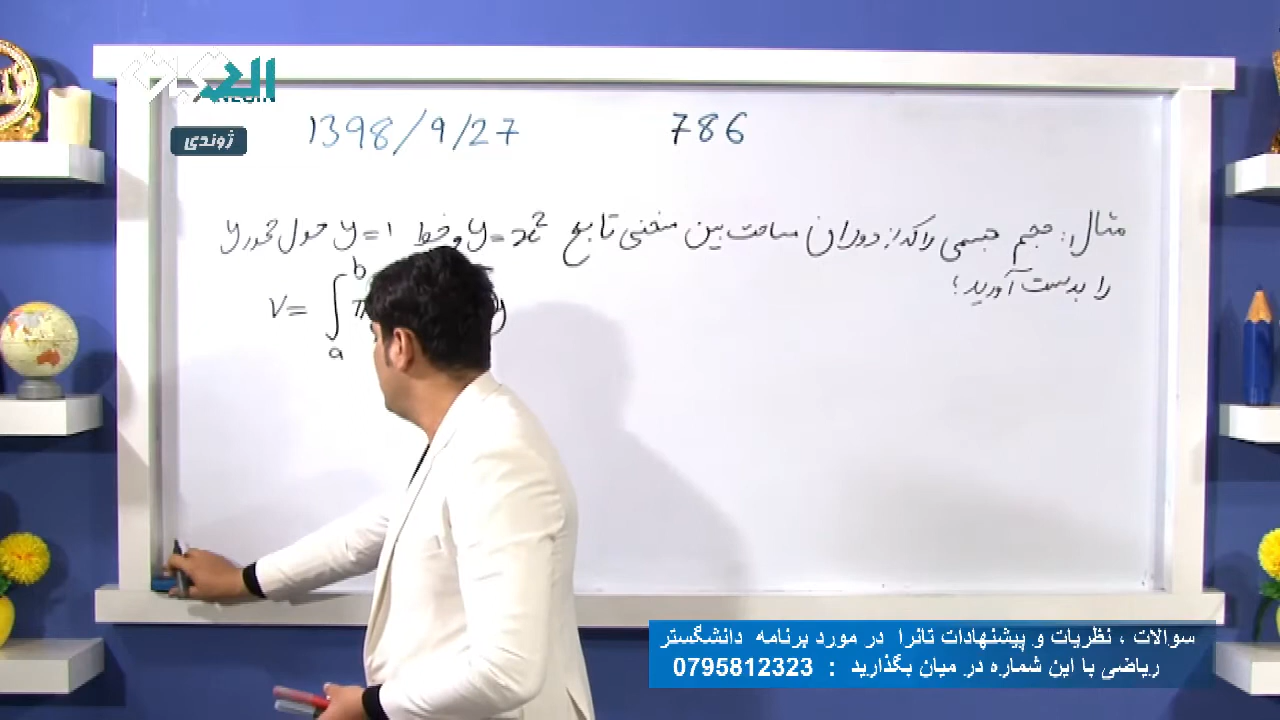 ژوندی
1398/9/27
786
مثال ۱: حجم جسمی را که از دوران مساحت بین منحنی تابع y=x² و خط y=1 حول محور y
را بدست آورید؛
V= ∫ₐᵇ π y
سوالات ، نظریات و پیشنهادات تانرا در مورد برنامه دانشگستر
ریاضی با این شماره در میان بگذارید : 0795812323